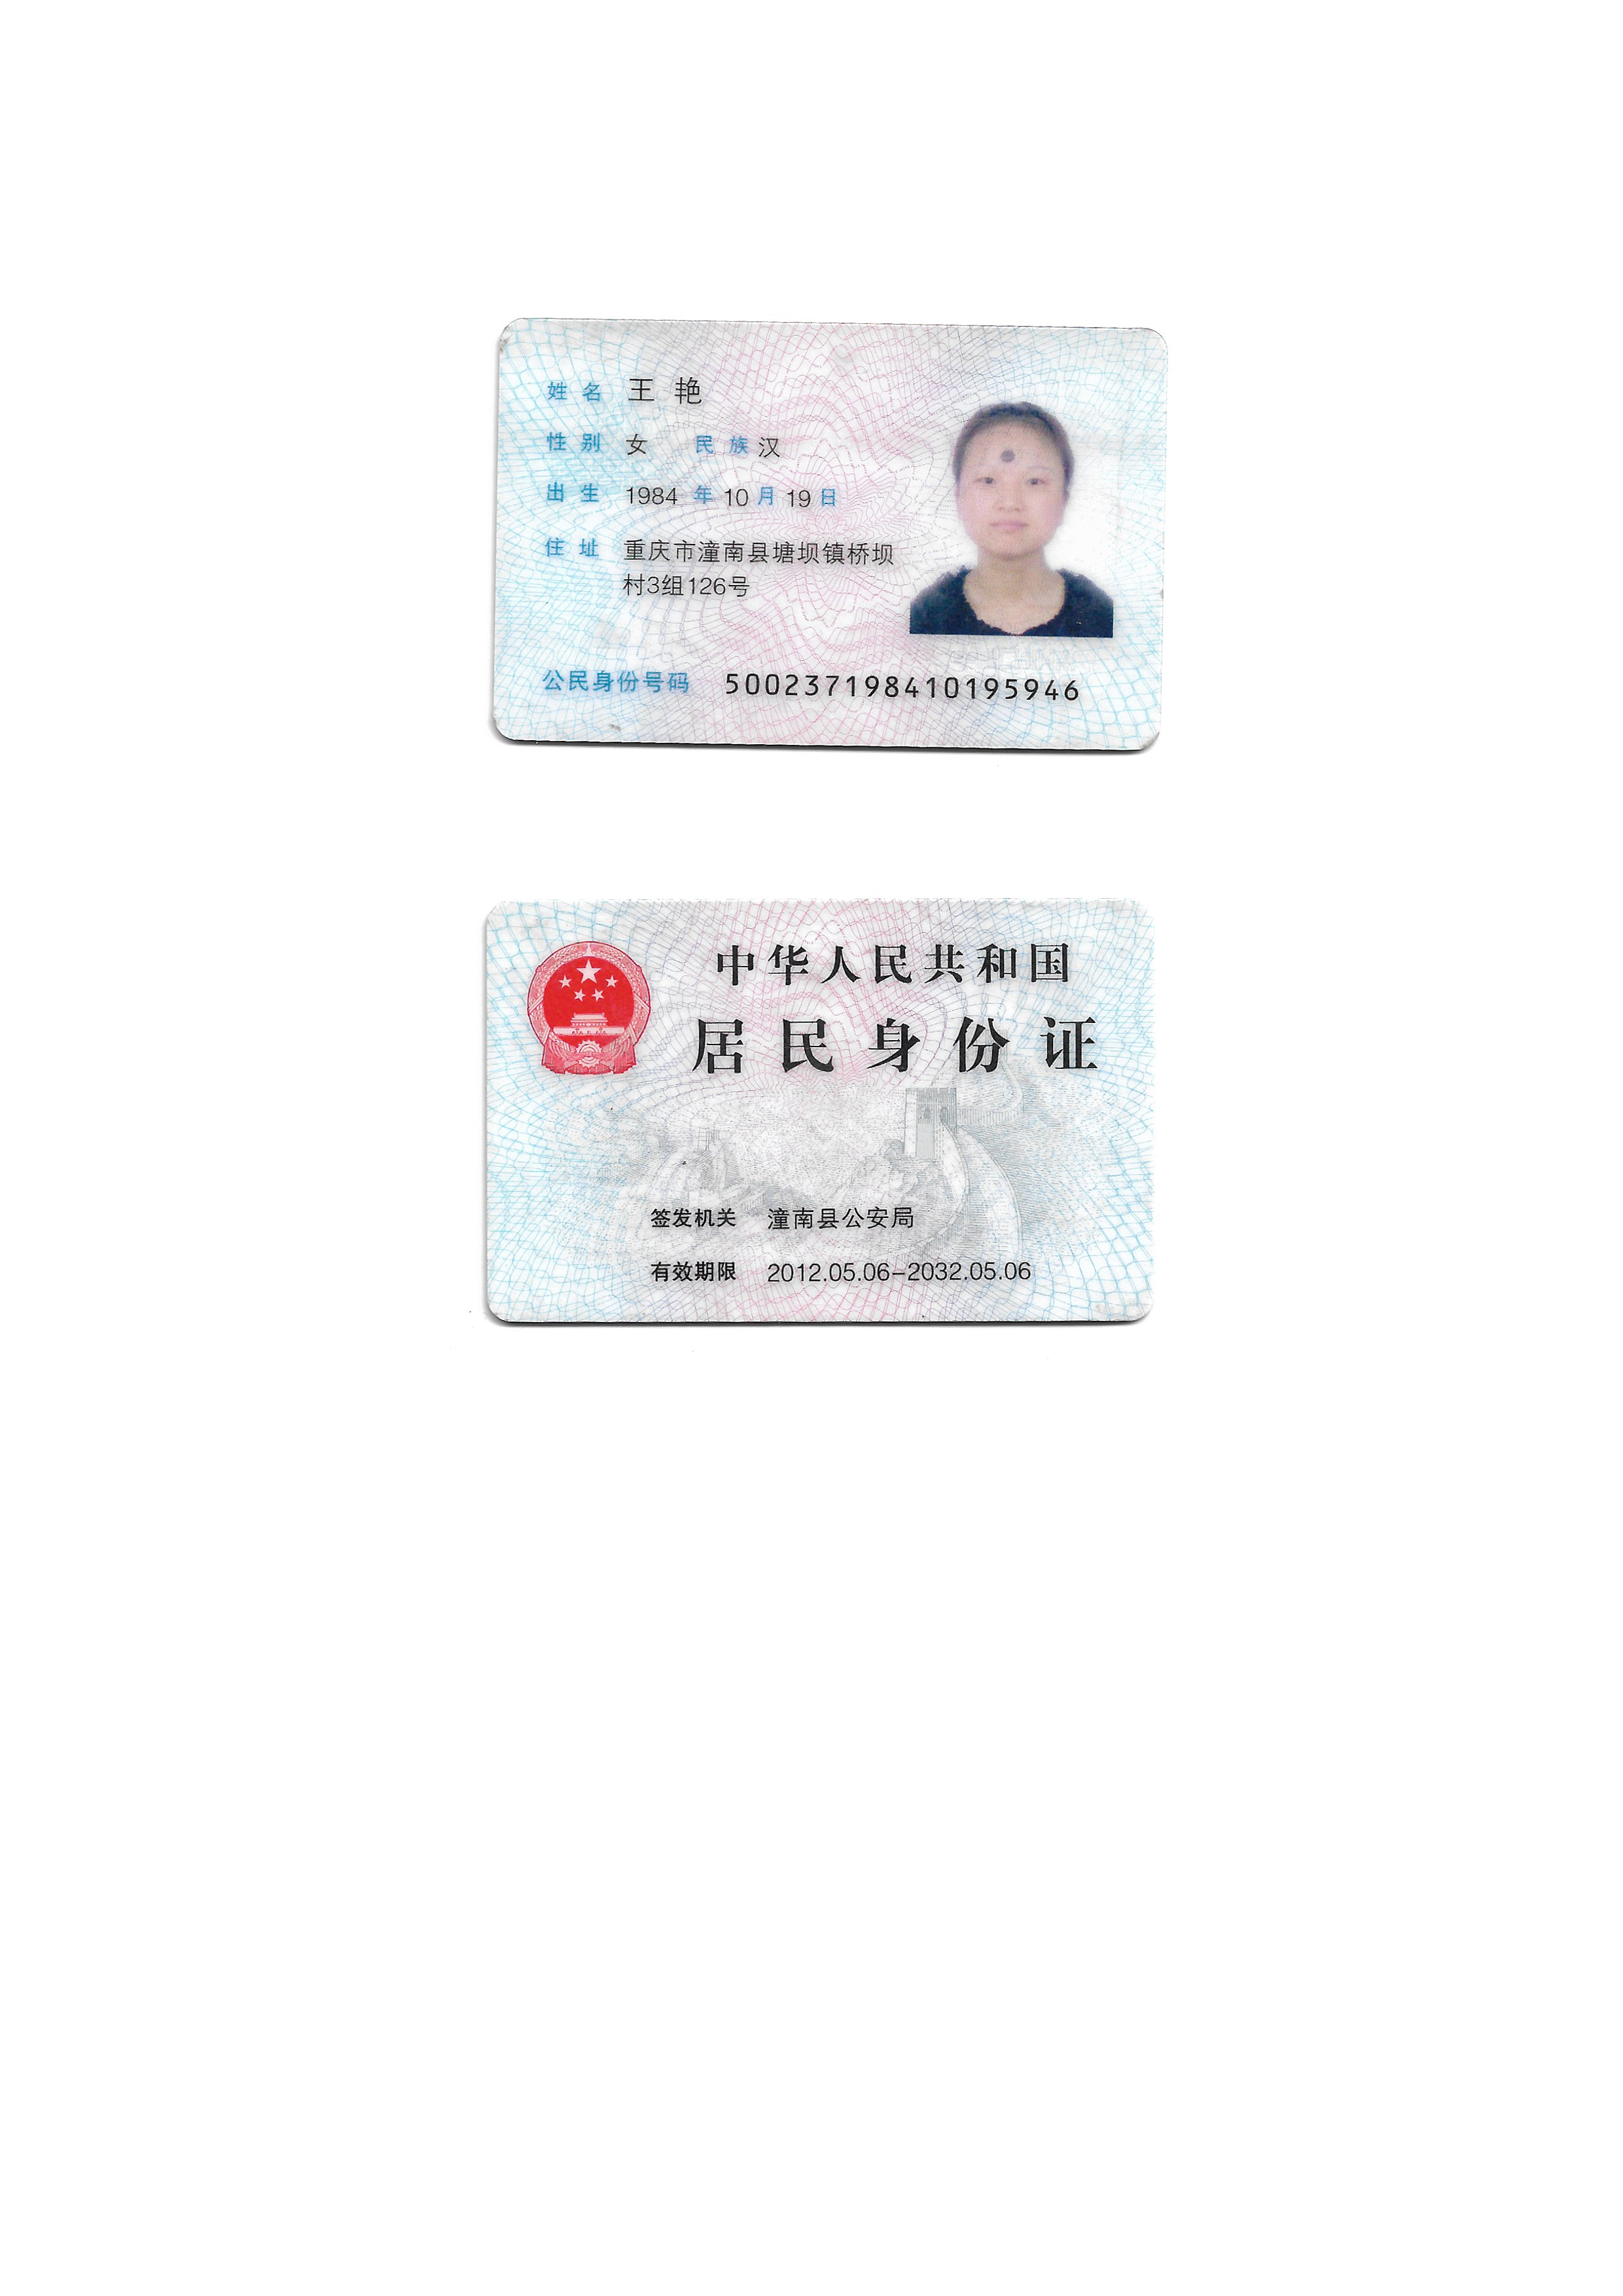 姓名 王艳
性别 女 民族 汉
出生 1984 年 10 月 19 日
住址 重庆市潼南县塘坝镇桥坝
村3组126号
公民身份号码 500237198410195946
中华人民共和国
居民身份证
签发机关 潼南县公安局
有效期限 2012.05.06-2032.05.06